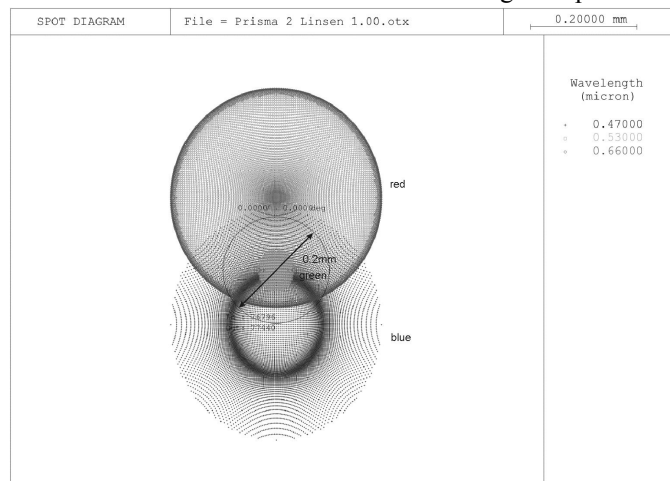 SPOT DIAGRAM
File = Prisma 2 Linsen 1.00.otx
0.20000 mm
Wavelength
(micron)
0.47000
0.53000
0.66000
red
0.2mm
green
blue